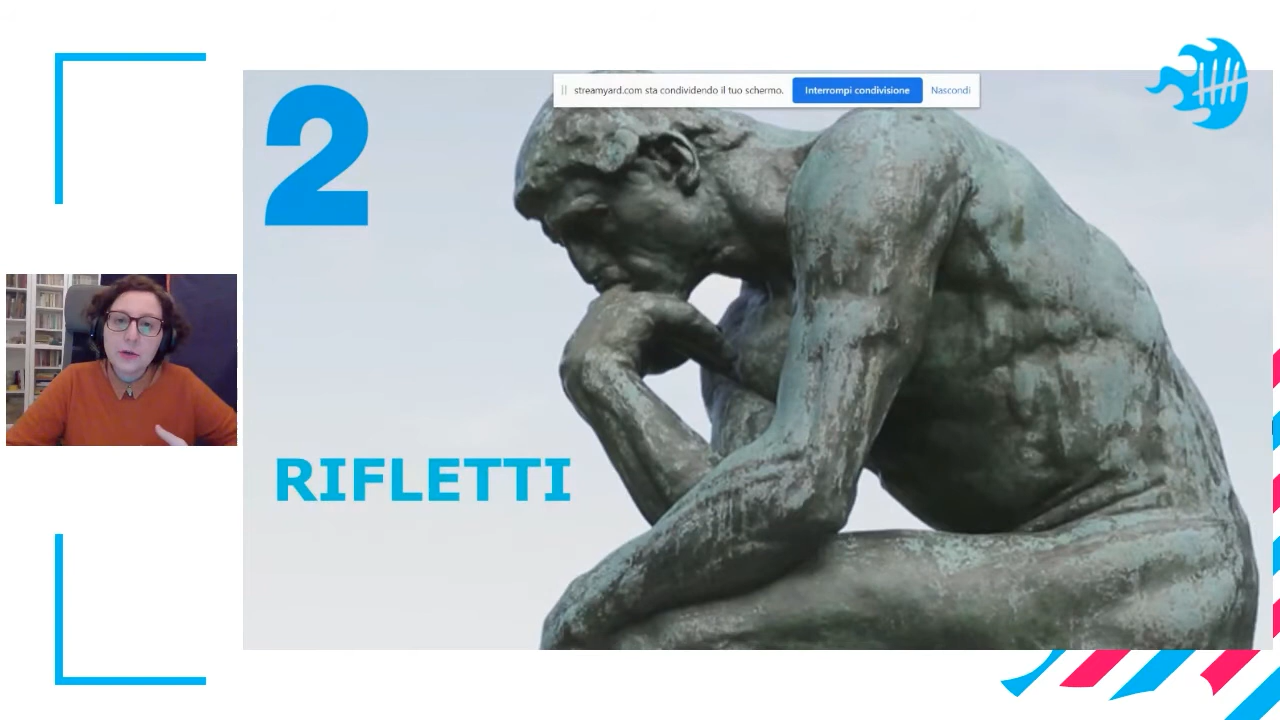 2
streamyard.com sta condividendo il tuo schermo.
Interrompi condivisione
Nascondi
RIFLETTI